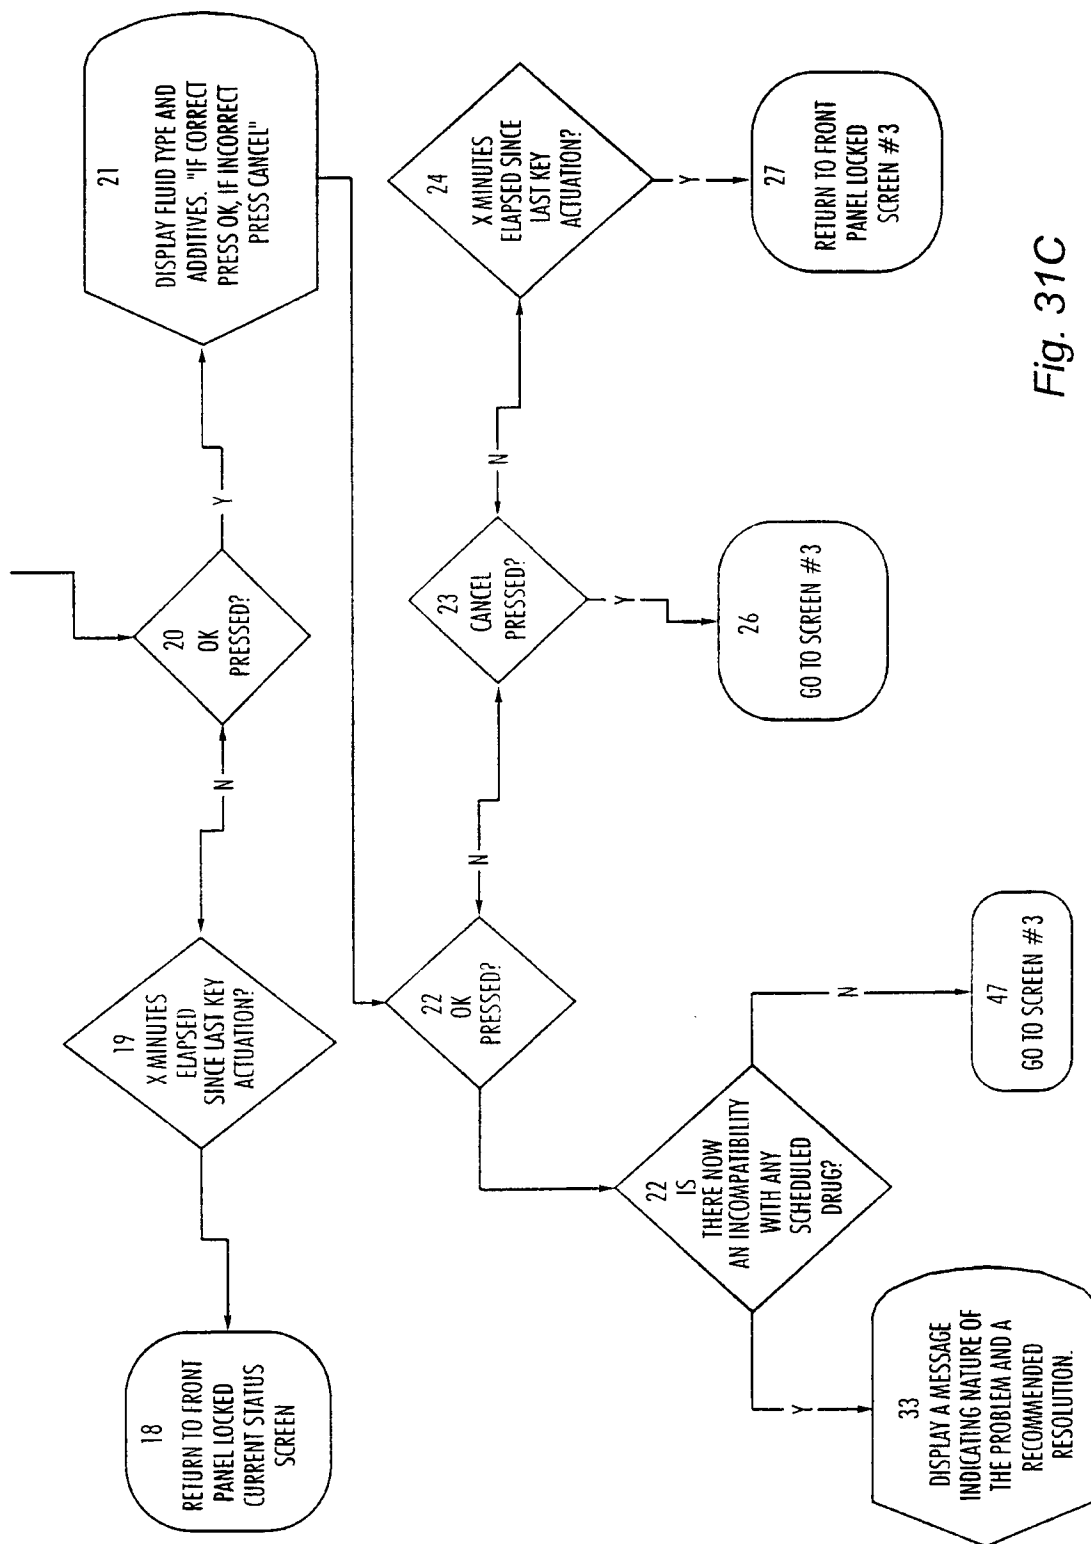 18
RETURN TO FRONT
PANEL LOCKED
CURRENT STATUS
SCREEN
19
X MINUTES
ELAPSED
SINCE LAST KEY
ACTUATION?
N
20
OK
PRESSED?
Y
21
DISPLAY FLUID TYPE AND
ADDITIVES. "IF CORRECT
PRESS OK, IF INCORRECT
PRESS CANCEL"
22
OK
PRESSED?
N
23
CANCEL
PRESSED?
N
24
X MINUTES
ELAPSED SINCE
LAST KEY
ACTUATION?
22
IS
THERE NOW
AN INCOMPATIBILITY
WITH ANY
SCHEDULED
DRUG?
Y
33
DISPLAY A MESSAGE
INDICATING NATURE OF
THE PROBLEM AND A
RECOMMENDED
RESOLUTION.
N
47
GO TO SCREEN #3
Y
26
GO TO SCREEN #3
Y
27
RETURN TO FRONT
PANEL LOCKED
SCREEN #3
Fig. 31C